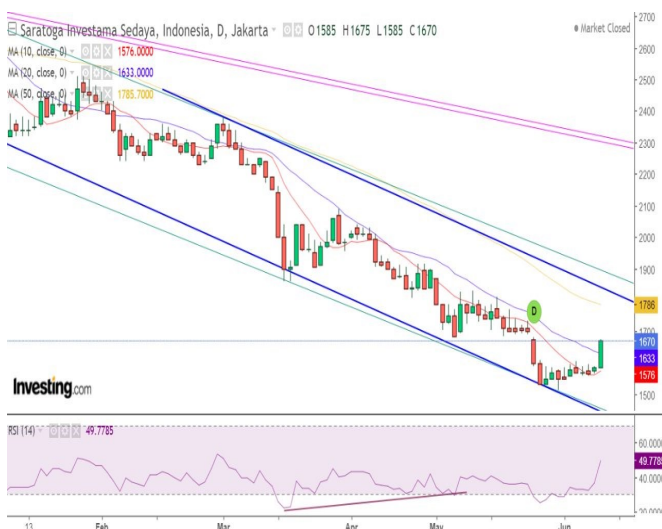 Saratoga Investama Sedaya, Indonesia, D, Jakarta O1585 H1675 L1585 C1670
Market Closed
MA (10, close, 0) 1576.0000
MA (20, close, 0) 1633.0000
MA (50, close, 0) 1785.7000
2700
2600
2500
2400
2300
2200
2100
2000
1900
1786
1700
1670
1633
1576
1500
D
Investing.com
RSI (14) 49.7785
60.0000
49.7785
40.0000
20.0000
13 Feb Mar Apr May Jun